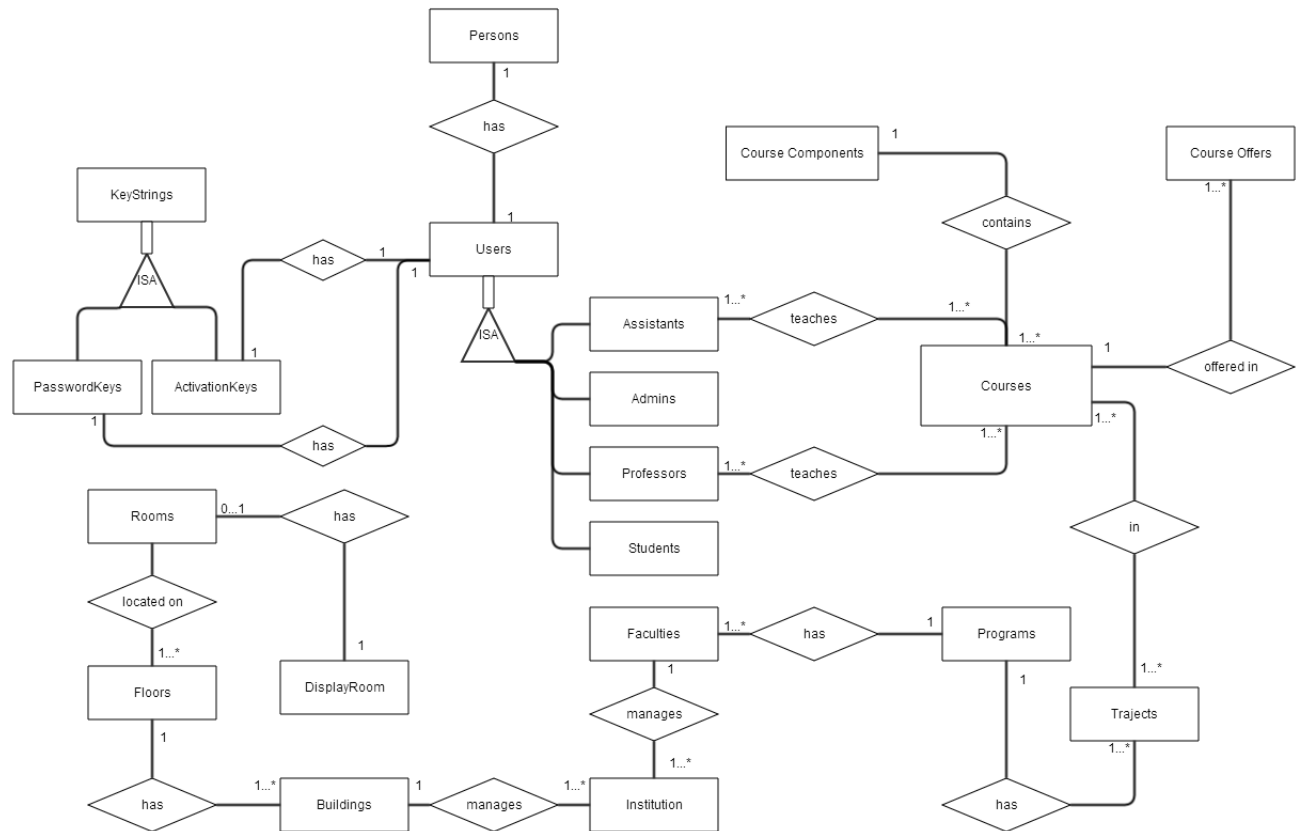 Persons
1
has
Course Components
1
Course Offers
1...*
KeyStrings
contains
1
Users
has
1
1
ISA
ISA
Assistants
1...*
teaches
1...*
1...*
1
offered in
PasswordKeys
ActivationKeys
1
Courses
Admins
1
1...*
1...*
has
Professors
1...*
teaches
Rooms
0...1
has
in
Students
located on
Faculties
1...*
has
1
Programs
1...*
1
1
1
1...*
Floors
DisplayRoom
manages
Trajects
1
1...*
1...*
has
1...*
Buildings
1
manages
1...*
Institution
has